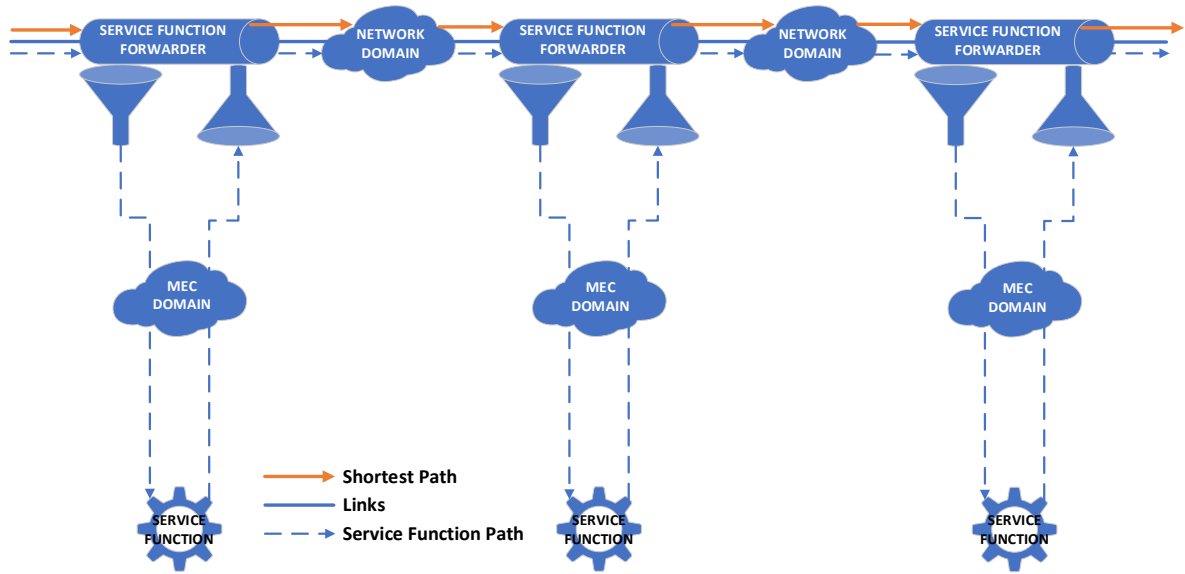 SERVICE FUNCTION
FORWARDER
NETWORK
DOMAIN
SERVICE FUNCTION
FORWARDER
NETWORK
DOMAIN
SERVICE FUNCTION
FORWARDER
MEC
DOMAIN
MEC
DOMAIN
MEC
DOMAIN
Shortest Path
Links
Service Function Path
SERVICE
FUNCTION
SERVICE
FUNCTION
SERVICE
FUNCTION